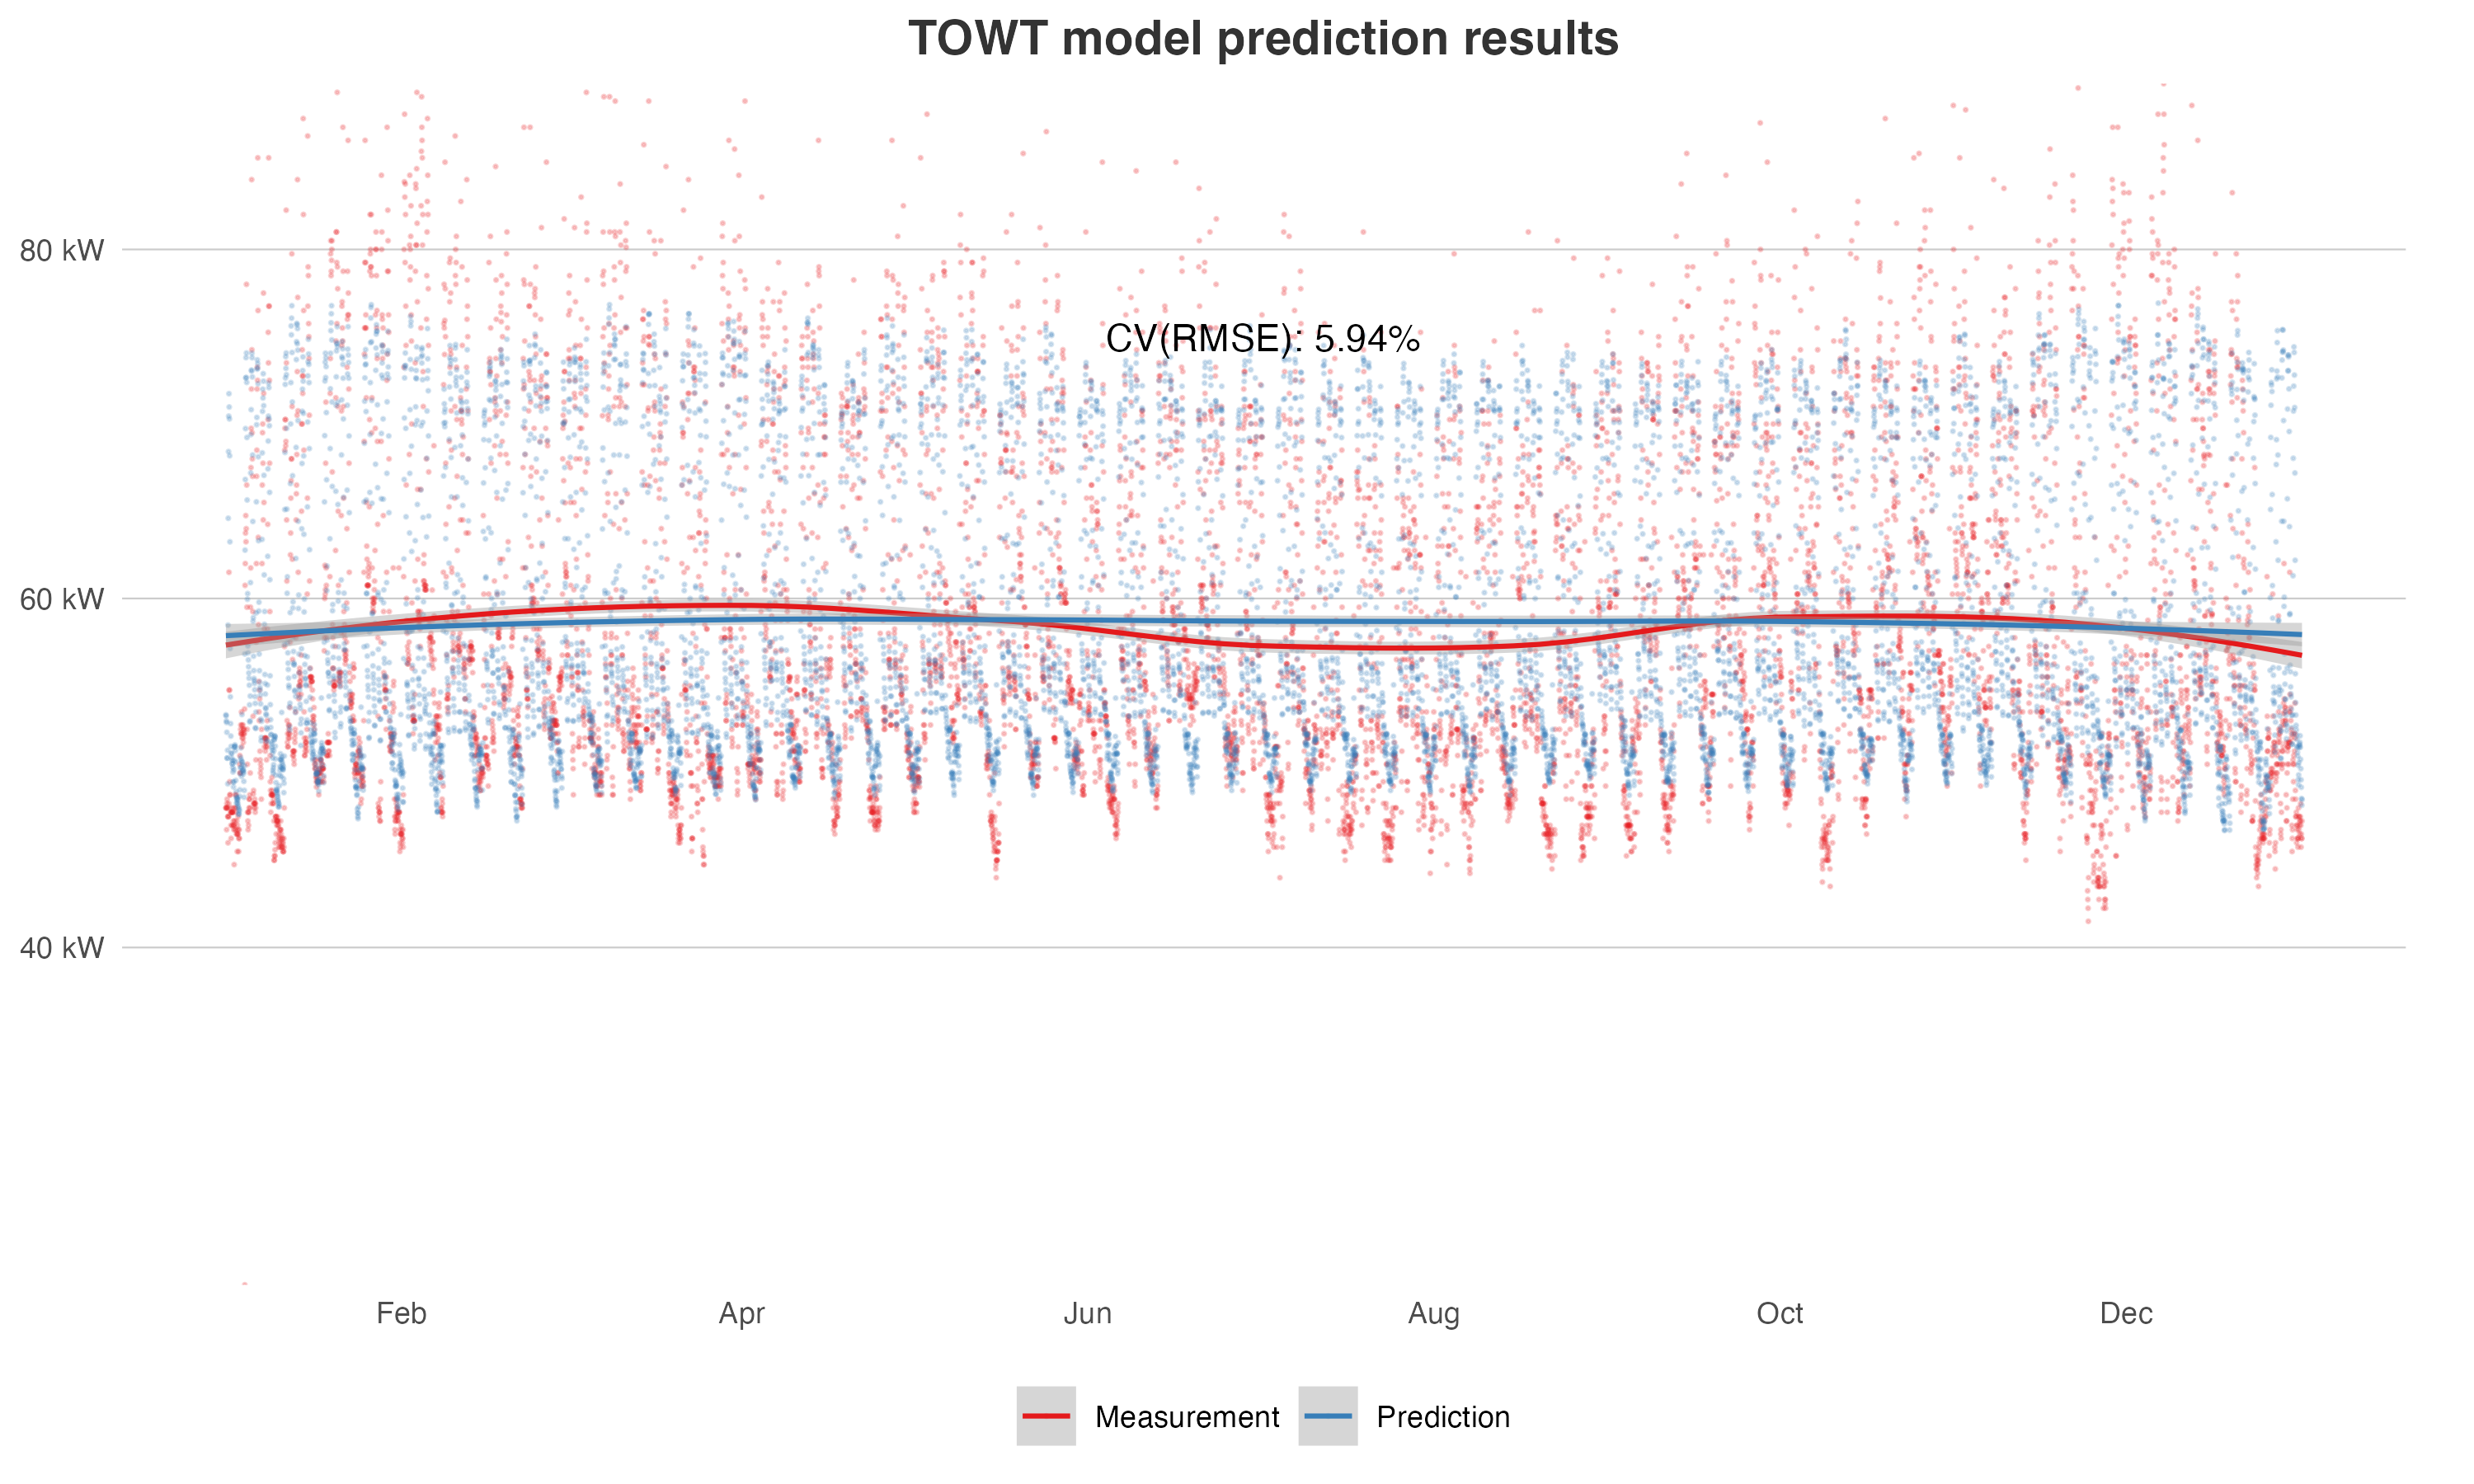 TOWT model prediction results
80 kW
CV(RMSE): 5.94%
60 kW
40 kW
Feb Apr Jun Aug Oct Dec
Measurement Prediction